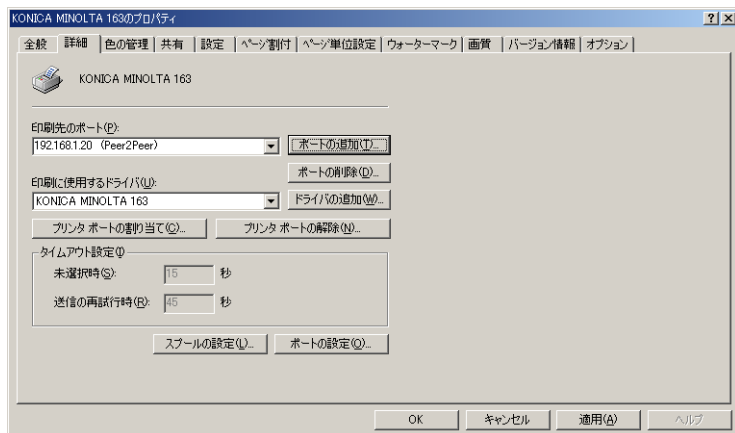 KONICA MINOLTA 163のプロパティ
全般 詳細 色の管理 共有 設定 ページ割付 ページ単位設定 ウォーターマーク 画質 バージョン情報 オプション
KONICA MINOLTA 163
印刷先のポート(P):
192.168.1.20 (Peer2Peer) ポートの追加(T)...
ポートの削除(D)...
印刷に使用するドライバ(U):
KONICA MINOLTA 163 ドライバの追加(W)...
プリンタ ポートの割り当て(C)... プリンタ ポートの解除(N)...
タイムアウト設定(I)
未選択時(S): 15 秒
送信の再試行時(R): 45 秒
スプールの設定(L)... ポートの設定(O)...
OK キャンセル 適用(A) ヘルプ